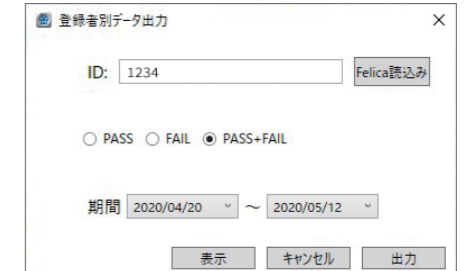 登録者別データ出力
ID: 1234 Felica読込み
PASS FAIL PASS+FAIL
期間 2020/04/20 ～ 2020/05/12
表示 キャンセル 出力